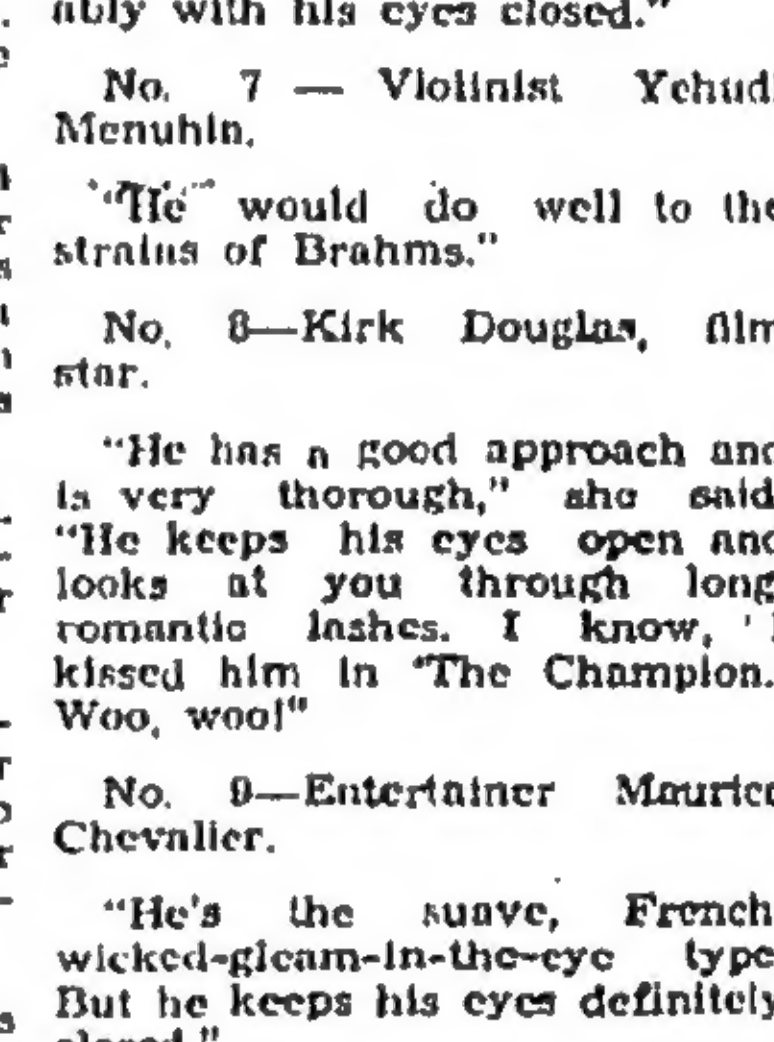 ably with his eyes closed."
No. 7 — Violinist Yehudi
Menuhin.
"He would do well to the
strains of Brahms."
No. 8—Kirk Douglas, film
star.
"He has a good approach and
is very thorough," she said.
"He keeps his eyes open and
looks at you through long
romantic lashes. I know, I
kissed him in 'The Champion.
Woo, woo!"
No. 9—Entertainer Maurice
Chevalier.
"He's the suave, French,
wicked-gleam-in-the-eye type
But he keeps his eyes definitely
closed."